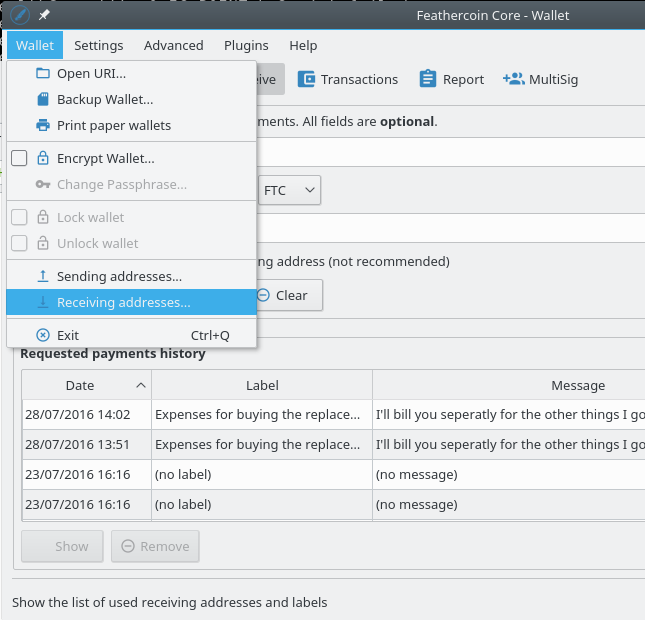 Feathercoin Core - Wallet
Wallet Settings Advanced Plugins Help
Open URI...
Backup Wallet...
Print paper wallets
Encrypt Wallet...
Change Passphrase...
Lock wallet
Unlock wallet
Sending addresses...
Receiving addresses...
Exit Ctrl+Q
eive Transactions Report MultiSig
ments. All fields are optional.
FTC
ng address (not recommended)
Clear
Requested payments history
Date Label Message
28/07/2016 14:02 Expenses for buying the replace... I'll bill you seperatly for the other things I go
28/07/2016 13:51 Expenses for buying the replace... I'll bill you seperatly for the other things I go
23/07/2016 16:16 (no label) (no message)
23/07/2016 16:16 (no label) (no message)
Show Remove
Show the list of used receiving addresses and labels